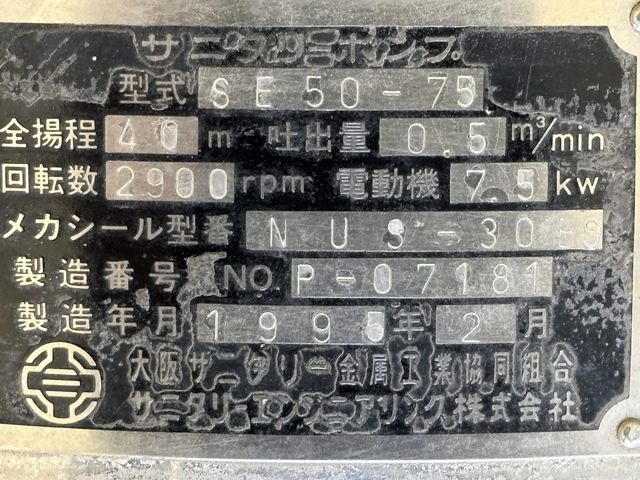 サニタリーポンプ
型式 SE50-75
全揚程 40 m 吐出量 0.5 m³/min
回転数 2900 rpm 電動機 7.5 kw
メカシール型番 NUS-30-S
製造番号 NO. P-07181
製造年月 1995年 2月
大阪サニタリー金属工業協同組合
サニタリーエンジニアリング株式会社